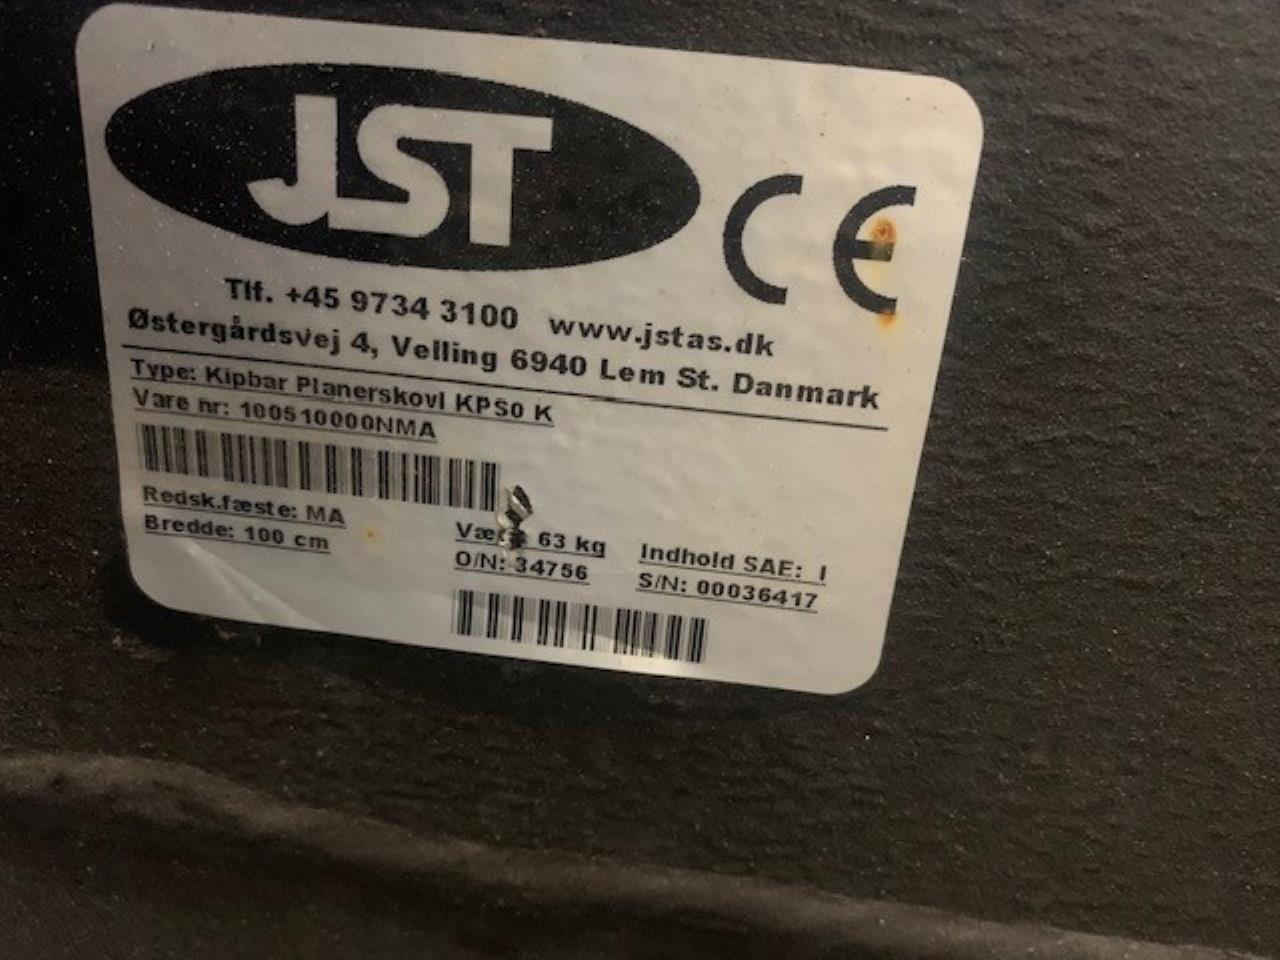 JST CE
Tlf. +45 9734 3100 www.jstas.dk
Østergårdsvej 4, Velling 6940 Lem St. Danmark
Type: Kipbar Planerskovl KPS0 K
Vare nr: 100510000NMA
Redsk.fæste: MA
Bredde: 100 cm
63 kg
O/N: 34756
Indhold SAE: l
S/N: 00036417